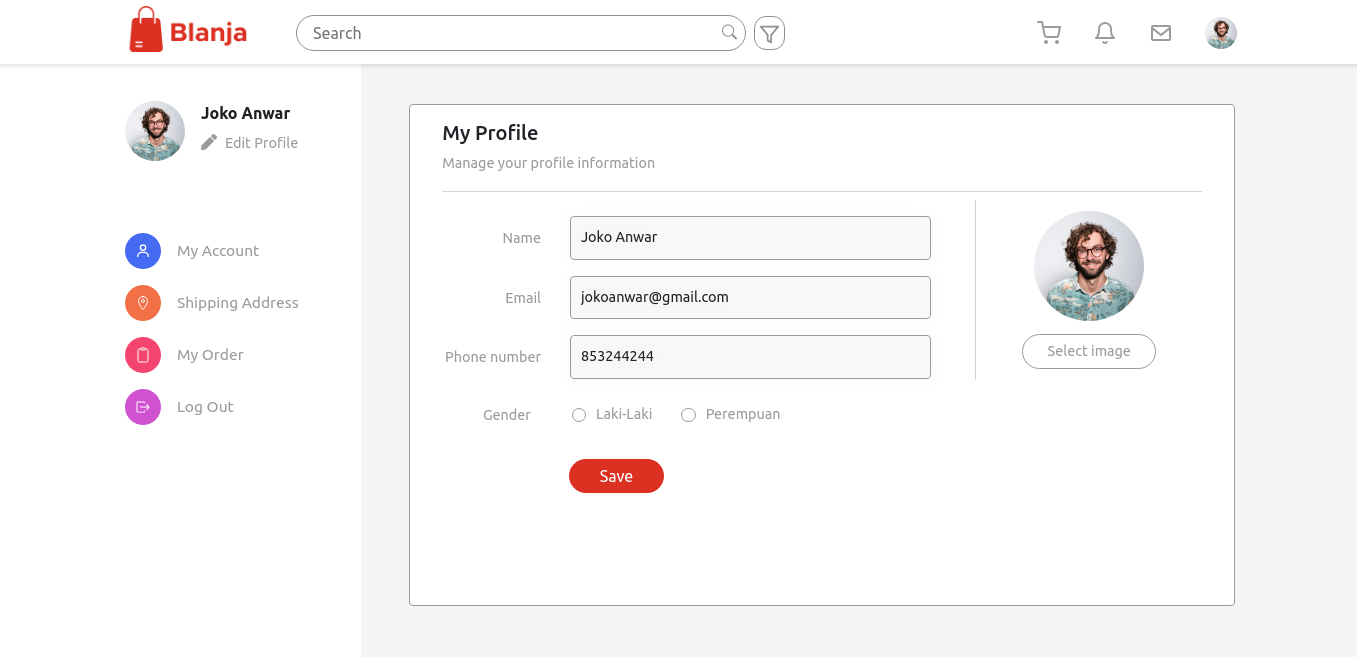 Blanja
Search
Joko Anwar
Edit Profile
My Account
Shipping Address
My Order
Log Out
My Profile
Manage your profile information
Name Joko Anwar
Email jokoanwar@gmail.com
Phone number 853244244
Gender Laki-Laki Perempuan
Save
Select image